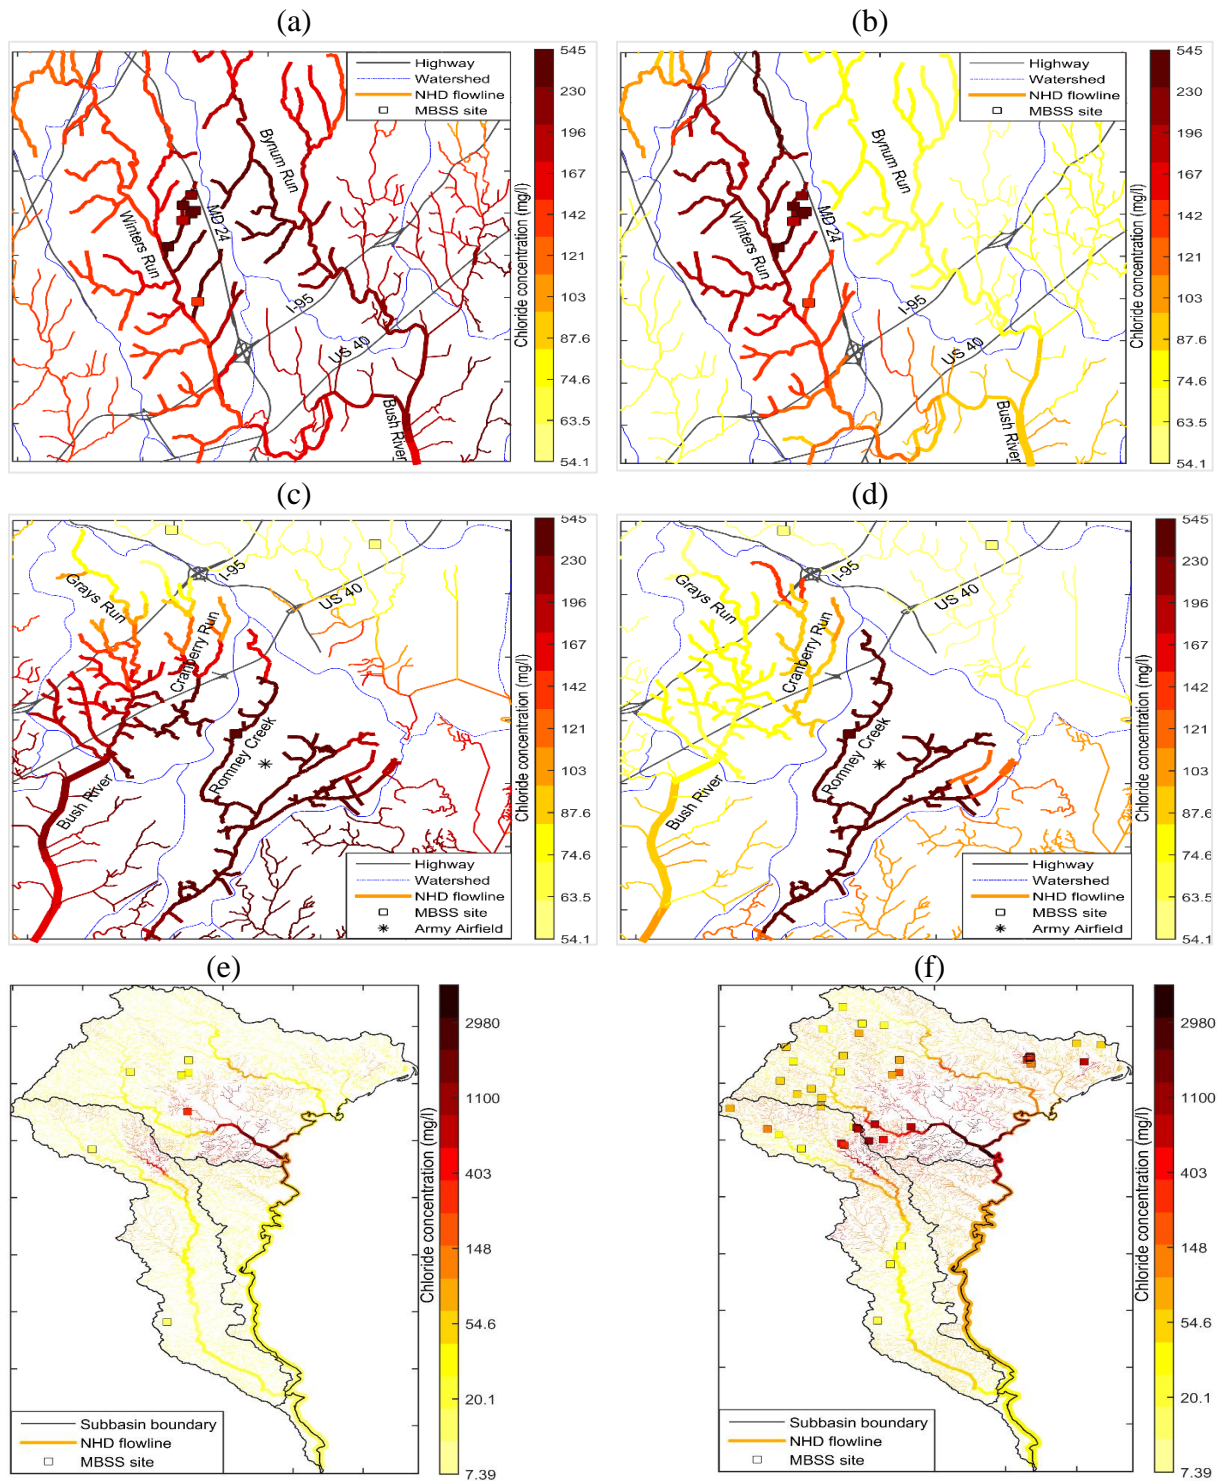 (a)
(b)
Highway
Watershed
NHD flowline
MBSS site
Bynum Run
MD 24
Winters Run
I-95
US 40
Bush River
545
230
196
167
142
121
103
87.6
74.6
63.5
54.1
Chloride concentration (mg/l)
Highway
Watershed
NHD flowline
MBSS site
Bynum Run
MD 24
Winters Run
I-95
US 40
Bush River
545
230
196
167
142
121
103
87.6
74.6
63.5
54.1
Chloride concentration (mg/l)
(c)
(d)
Grays Run
I-95
US 40
Cranberry Run
Romney Creek
Bush River
Highway
Watershed
NHD flowline
MBSS site
Army Airfield
545
230
196
167
142
121
103
87.6
74.6
63.5
54.1
Chloride concentration (mg/l)
Grays Run
I-95
US 40
Cranberry Run
Romney Creek
Bush River
Highway
Watershed
NHD flowline
MBSS site
Army Airfield
545
230
196
167
142
121
103
87.6
74.6
63.5
54.1
Chloride concentration (mg/l)
(e)
(f)
Subbasin boundary
NHD flowline
MBSS site
2980
1100
403
148
54.6
20.1
7.39
Chloride concentration (mg/l)
Subbasin boundary
NHD flowline
MBSS site
2980
1100
403
148
54.6
20.1
7.39
Chloride concentration (mg/l)